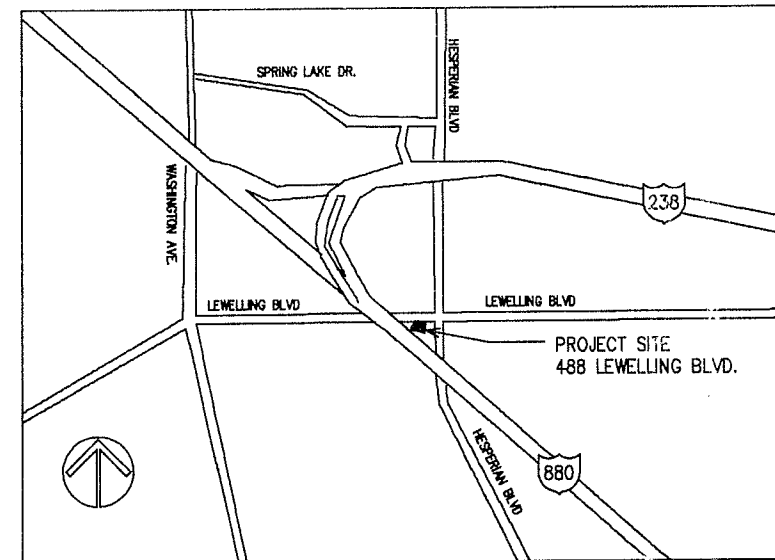 SPRING LAKE DR.
HESPERIAN BLVD
WASHINGTON AVE.
238
LEWELLING BLVD
LEWELLING BLVD
PROJECT SITE
488 LEWELLING BLVD.
HESPERIAN BLVD
880